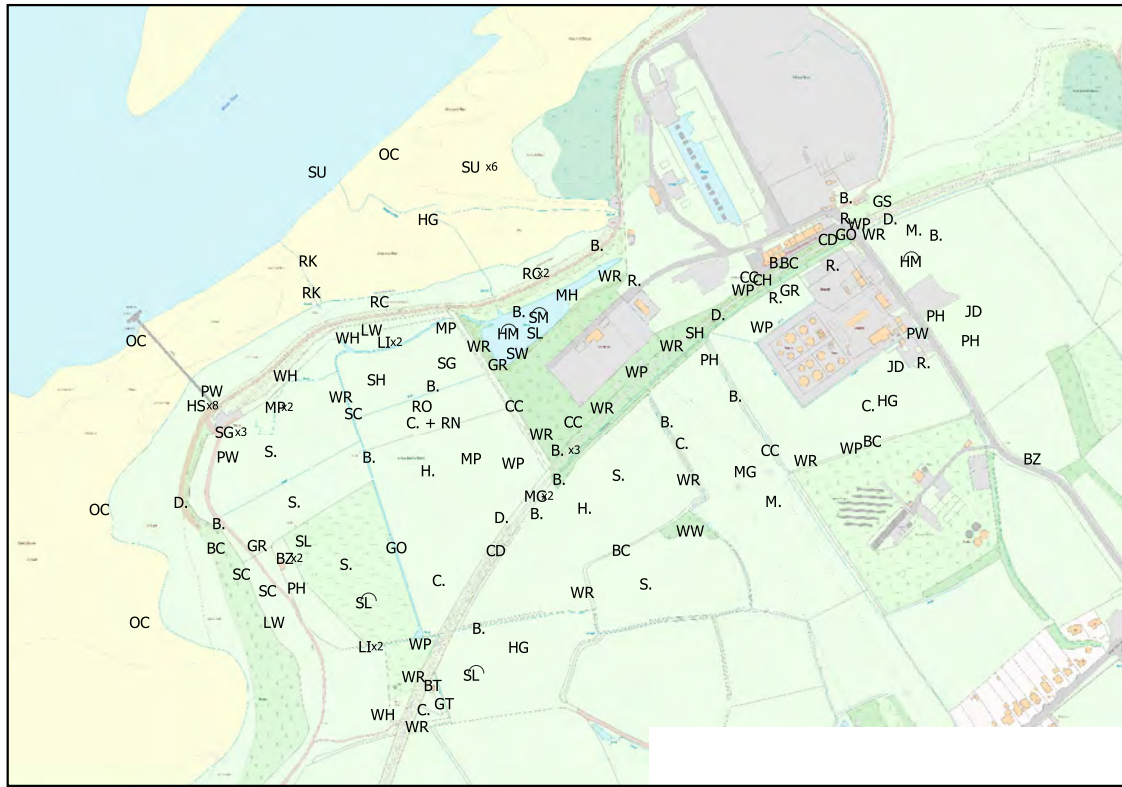 OC
SU
SU x6
HG
B.
GS
R.
WP
D.
M.
B.
GO
WR
CD
B.
HM
RK
RC x2
WR
R.
B.
BC
R.
CC
CH
WP
GR
R.
RK
RC
MH
B.
SM
D.
PH
JD
OC
LW
MP
HM
SL
SH
WP
PW
PH
WH
LI x2
WR
SW
WR
PH
SG
GR
WP
JD
R.
WH
SH
B.
PW
WR
B.
HS x8
MP x2
SC
RO
CC
WR
C.
HG
C. + RN
CC
B.
SG x3
WR
C.
BC
WP
S.
B.
B. x3
CC
PW
MP
WP
WR
BZ
H.
S.
MG
B.
WR
D.
S.
MG x2
M.
OC
H.
B.
D.
B.
WW
BC
GR
SL
GO
CD
BC
BZ x2
S.
SC
C.
S.
SC
PH
WR
SL
OC
LW
B.
LI x2
WP
HG
WR
SL
BT
GT
WH
C.
WR